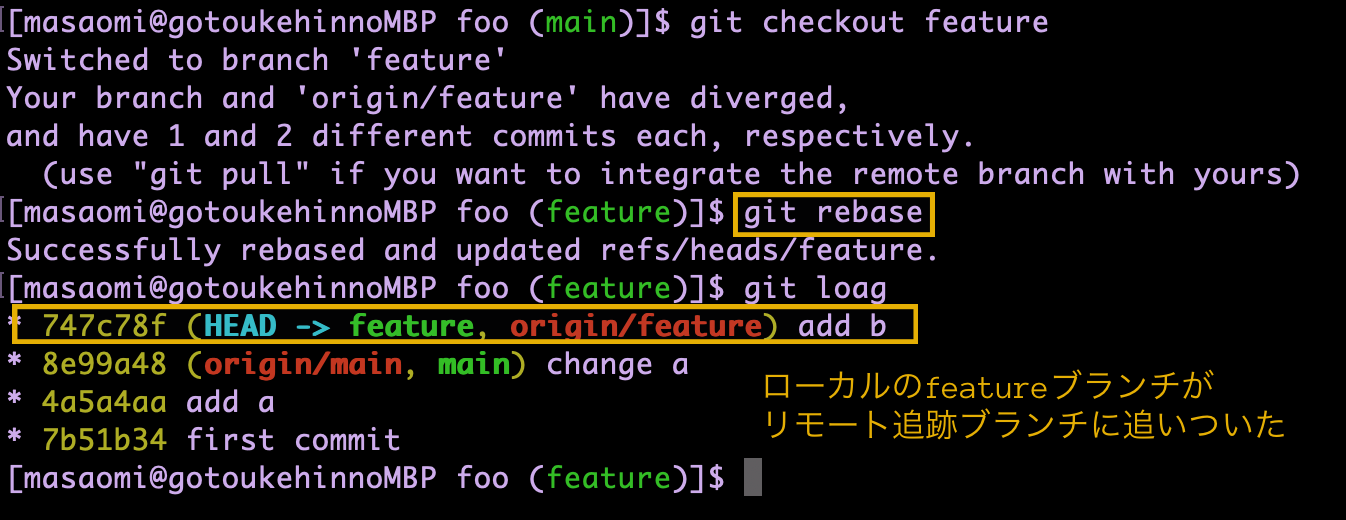 [masaomi@gotoukehinnoMBP foo (main)]$ git checkout feature
Switched to branch 'feature'
Your branch and 'origin/feature' have diverged,
and have 1 and 2 different commits each, respectively.
  (use "git pull" if you want to integrate the remote branch with yours)
[masaomi@gotoukehinnoMBP foo (feature)]$ git rebase
Successfully rebased and updated refs/heads/feature.
[masaomi@gotoukehinnoMBP foo (feature)]$ git loag
* 747c78f (HEAD -> feature, origin/feature) add b
* 8e99a48 (origin/main, main) change a
* 4a5a4aa add a
* 7b51b34 first commit
[masaomi@gotoukehinnoMBP foo (feature)]$
ローカルのfeatureブランチが
リモート追跡ブランチに追いついた